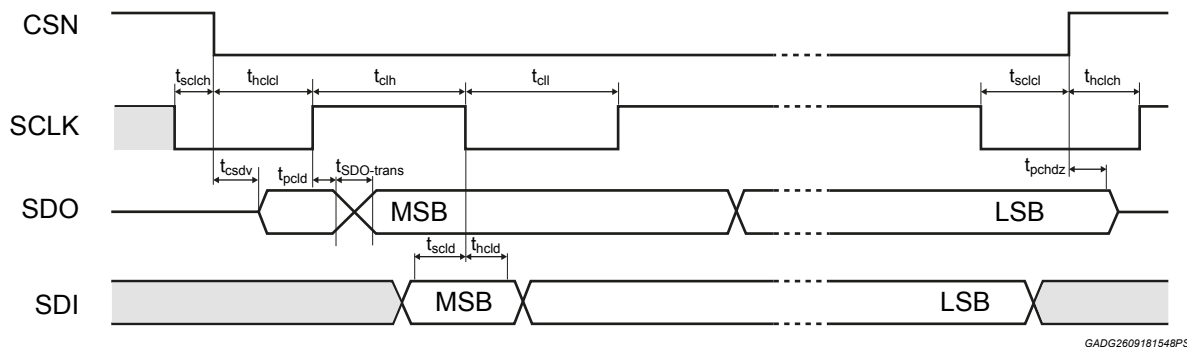 CSN
tsclch thclcl tclh tcll tsclcl thclch
SCLK
tcsdv tpcld tSDO-trans tpchdz
SDO MSB LSB
tscld thcld
SDI MSB LSB
GADG2609181548PS